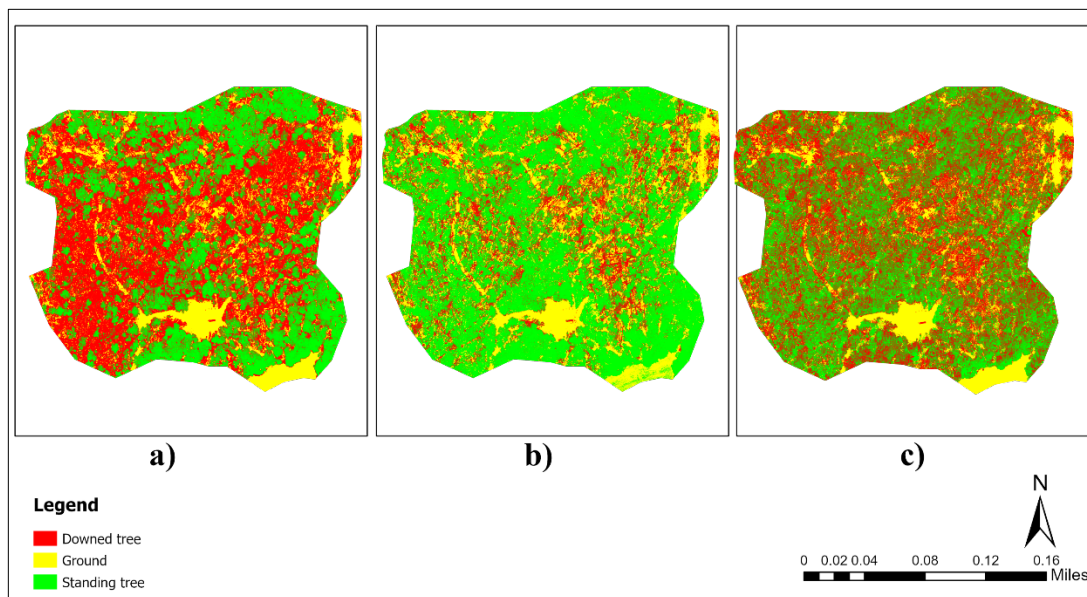 a)
b)
c)
Legend
Downed tree
Ground
Standing tree
N
0 0.02 0.04 0.08 0.12 0.16
Miles